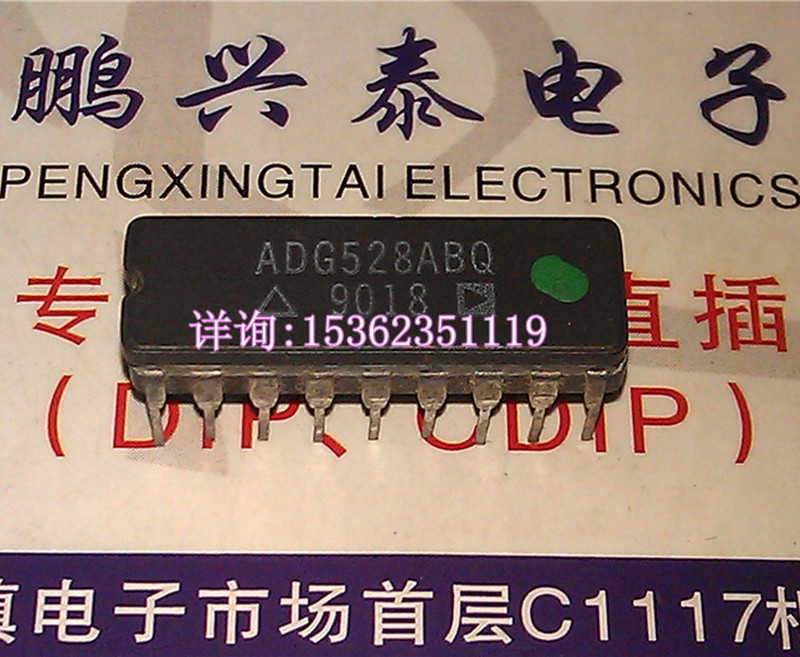 鹏兴泰电子
PENGXINGTAI ELECTRONICS
ADG528ABQ
9018
专 直插
详询:15362351119
(DIP、CDIP)
电子市场首层C1117